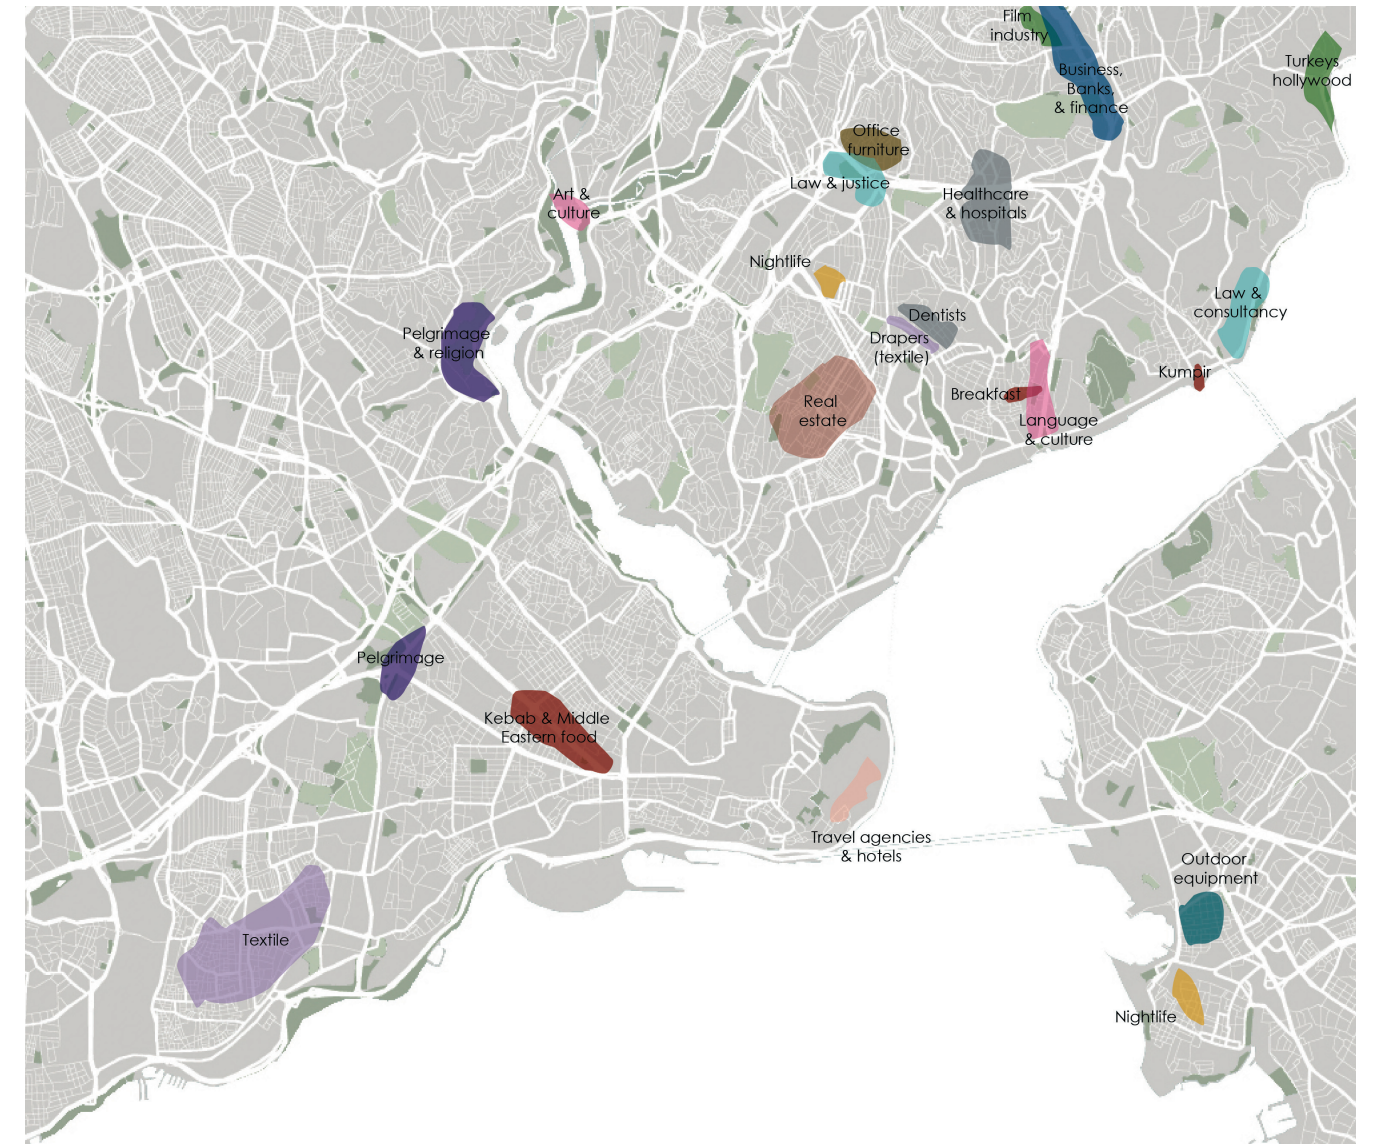 Film
industry
Business,
Banks,
& finance
Turkeys
hollywood
Office
furniture
Law & justice
Healthcare
& hospitals
Art &
culture
Nightlife
Law &
consultancy
Dentists
Drapers
(textile)
Pelgrimage
& religion
Kumpir
Breakfast
Real
estate
Language
& culture
Pelgrimage
Kebab & Middle
Eastern food
Travel agencies
& hotels
Outdoor
equipment
Textile
Nightlife